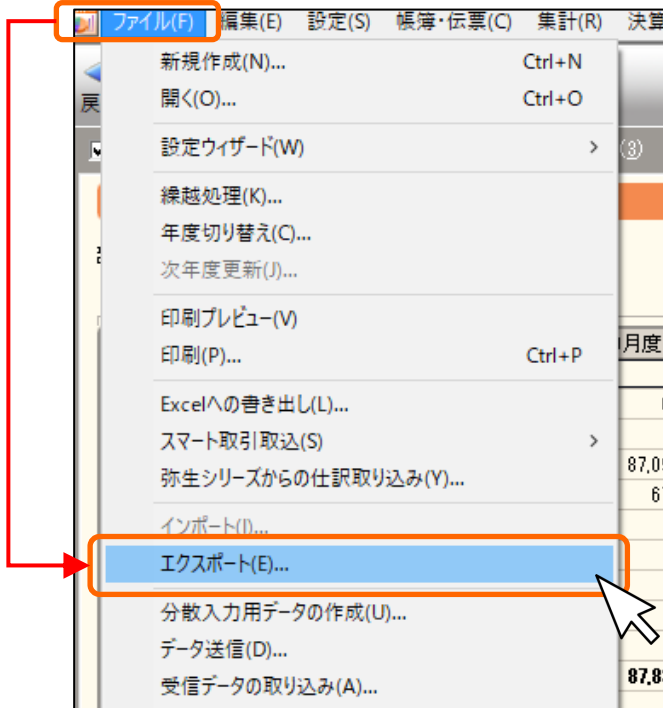 ファイル(F) 編集(E) 設定(S) 帳簿・伝票(C) 集計(R) 決算
新規作成(N)... Ctrl+N
開く(O)... Ctrl+O
戻
設定ウィザード(W) >
(3)
繰越処理(K)...
年度切り替え(C)...
次年度更新(J)...
印刷プレビュー(V)
印刷(P)... Ctrl+P
月度
Excelへの書き出し(L)...
スマート取引取込(S) >
弥生シリーズからの仕訳取り込み(Y)...
87,0
6
インポート(I)...
エクスポート(E)...
分散入力用データの作成(U)...
データ送信(D)...
受信データの取り込み(A)...
87,8